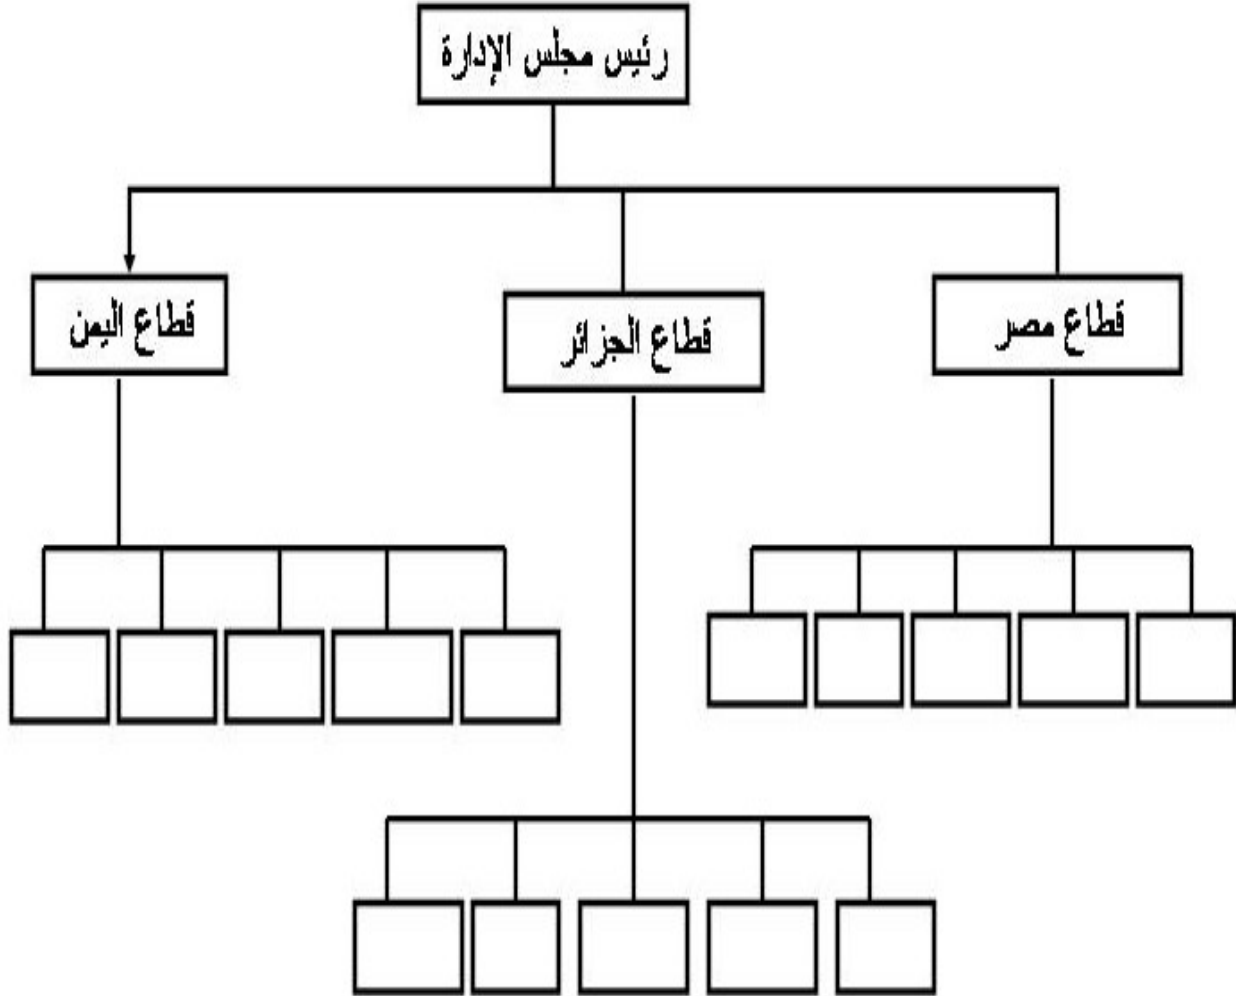 رئيس مجلس الإدارة
قطاع مصر
قطاع الجزائر
قطاع اليمن